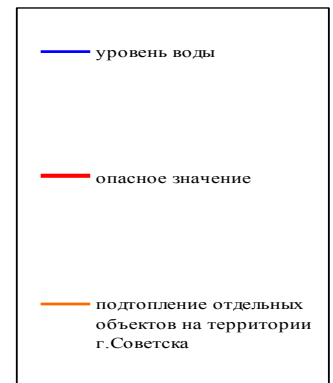 уровень воды
опасное значение
подтопление отдельных
объектов на территории
г.Советска